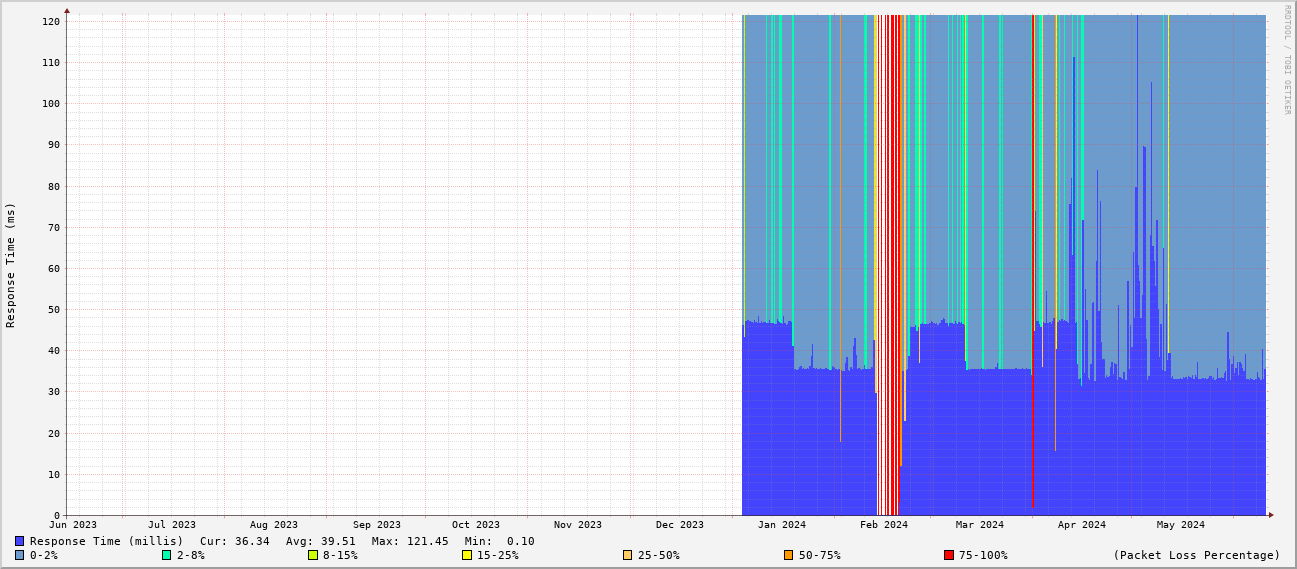 RRDTOOL / TOBI OETIKER
Response Time (ms)
120
110
100
90
80
70
60
50
40
30
20
10
0
Jun 2023 Jul 2023 Aug 2023 Sep 2023 Oct 2023 Nov 2023 Dec 2023 Jan 2024 Feb 2024 Mar 2024 Apr 2024 May 2024
Response Time (millis) Cur: 36.34 Avg: 39.51 Max: 121.45 Min: 0.10
0-2% 2-8% 8-15% 15-25% 25-50% 50-75% 75-100% (Packet Loss Percentage)